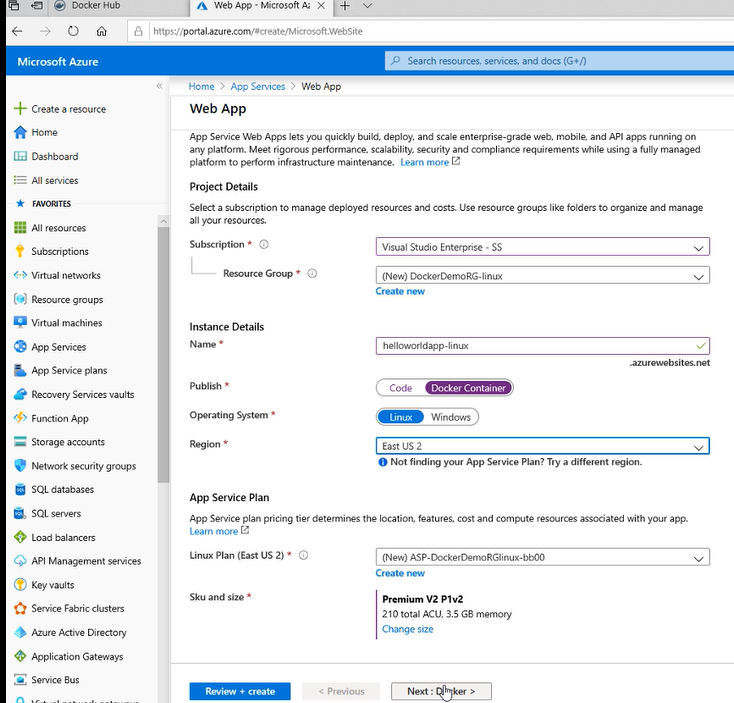 Docker Hub
Web App - Microsoft Az
https://portal.azure.com/#create/Microsoft.WebSite
Microsoft Azure
Search resources, services, and docs (G+/)
Home > App Services > Web App
Web App
Create a resource
Home
Dashboard
All services
FAVORITES
All resources
Subscriptions
Virtual networks
Resource groups
Virtual machines
App Services
App Service plans
Recovery Services vaults
Function App
Storage accounts
Network security groups
SQL databases
SQL servers
Load balancers
API Management services
Key vaults
Service Fabric clusters
Azure Active Directory
Application Gateways
Service Bus
App Service Web Apps lets you quickly build, deploy, and scale enterprise-grade web, mobile, and API apps running on
any platform. Meet rigorous performance, scalability, security and compliance requirements while using a fully managed
platform to perform infrastructure maintenance. Learn more
Project Details
Select a subscription to manage deployed resources and costs. Use resource groups like folders to organize and manage
all your resources.
Subscription *
Visual Studio Enterprise - SS
Resource Group *
(New) DockerDemoRG-linux
Create new
Instance Details
Name *
helloworldapp-linux
.azurewebsites.net
Publish *
Code Docker Container
Operating System *
Linux Windows
Region *
East US 2
Not finding your App Service Plan? Try a different region.
App Service Plan
App Service plan pricing tier determines the location, features, cost and compute resources associated with your app.
Learn more
Linux Plan (East US 2) *
(New) ASP-DockerDemoRGlinux-bb00
Create new
Sku and size *
Premium V2 P1v2
210 total ACU, 3.5 GB memory
Change size
Review + create
< Previous
Next : Docker >